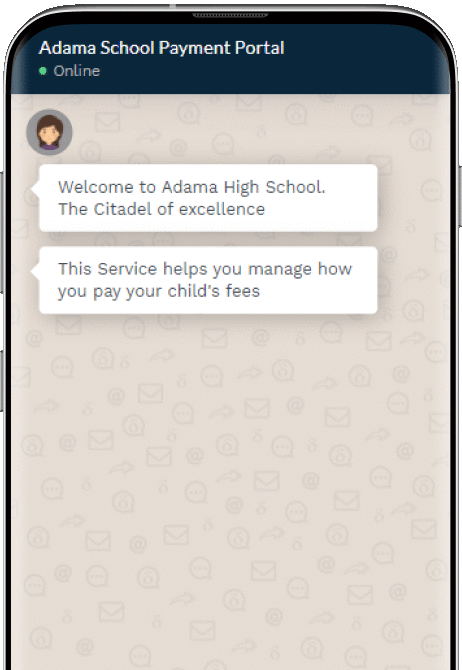 Adama School Payment Portal
Online
Welcome to Adama High School.
The Citadel of excellence
This Service helps you manage how
you pay your child's fees